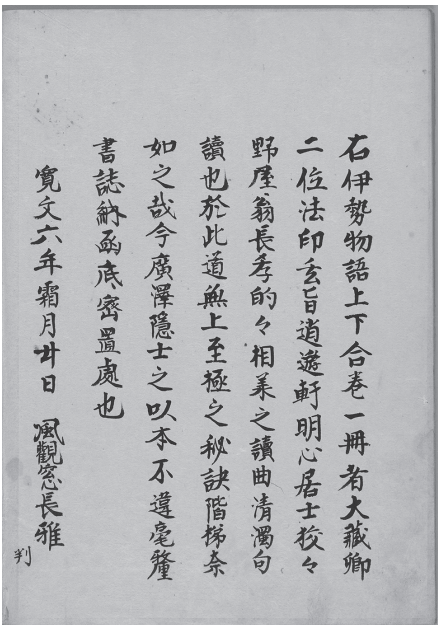 右伊勢物語上下合巻一冊者大藏卿
二位法印玄旨逍遊軒明心居士授々
野屋翁長孝的々相兼之讀曲清濁句
讀也於此道無上至極之秘訣階梯奈
如之哉今廣澤隱士之以本不違毫釐
書誌納函底密置處也
寛文六年霜月廿日 風觀窓長雅
判